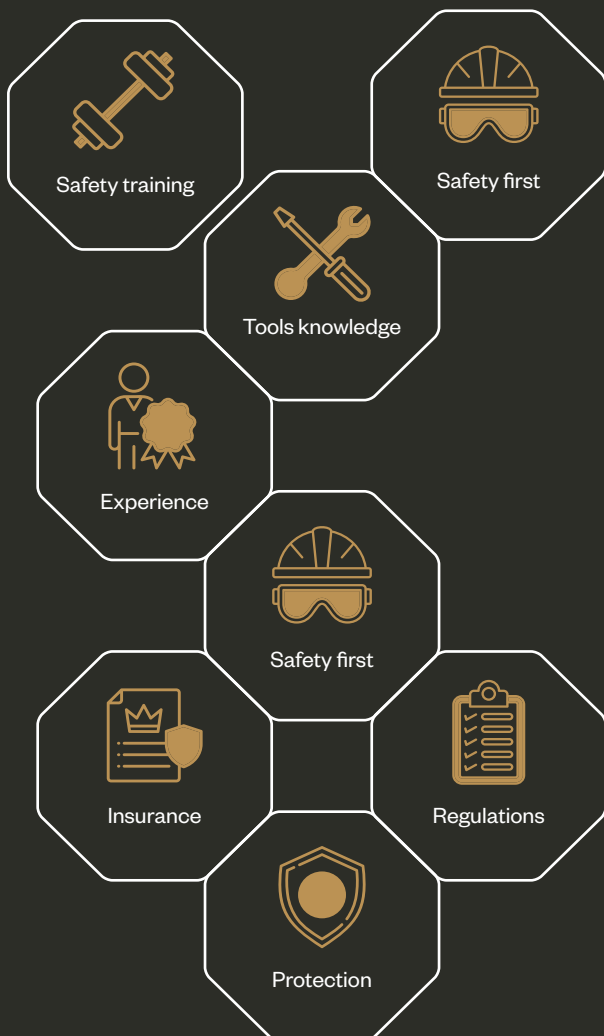 Safety training
Safety first
Tools knowledge
Experience
Safety first
Insurance
Regulations
Protection